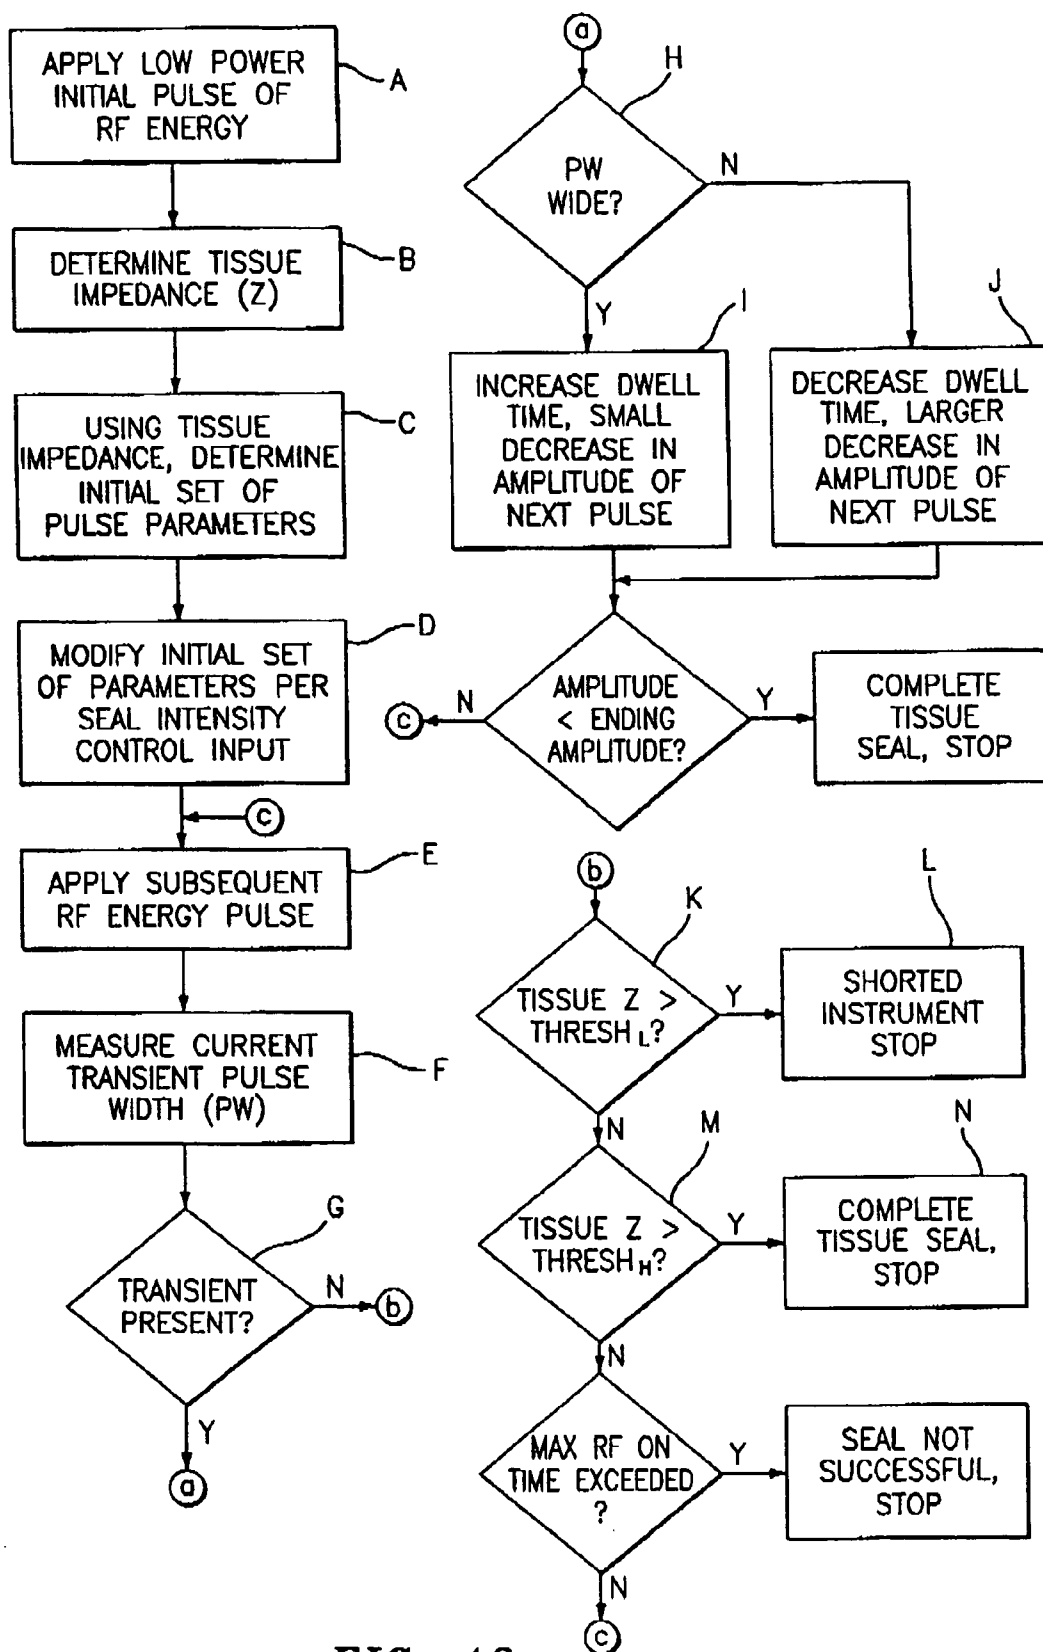 APPLY LOW POWER
INITIAL PULSE OF
RF ENERGY
A
DETERMINE TISSUE
IMPEDANCE (Z)
B
USING TISSUE
IMPEDANCE, DETERMINE
INITIAL SET OF
PULSE PARAMETERS
C
MODIFY INITIAL SET
OF PARAMETERS PER
SEAL INTENSITY
CONTROL INPUT
D
c
APPLY SUBSEQUENT
RF ENERGY PULSE
E
MEASURE CURRENT
TRANSIENT PULSE
WIDTH (PW)
F
TRANSIENT
PRESENT?
G
N
b
Y
a
a
PW
WIDE?
H
N
Y
INCREASE DWELL
TIME, SMALL
DECREASE IN
AMPLITUDE OF
NEXT PULSE
I
DECREASE DWELL
TIME, LARGER
DECREASE IN
AMPLITUDE OF
NEXT PULSE
J
AMPLITUDE
< ENDING
AMPLITUDE?
N
c
Y
COMPLETE
TISSUE
SEAL, STOP
b
TISSUE Z >
THRESH L?
K
Y
SHORTED
INSTRUMENT
STOP
L
N
TISSUE Z >
THRESH H?
M
Y
COMPLETE
TISSUE SEAL,
STOP
N
N
MAX RF ON
TIME EXCEEDED
?
Y
SEAL NOT
SUCCESSFUL,
STOP
N
c